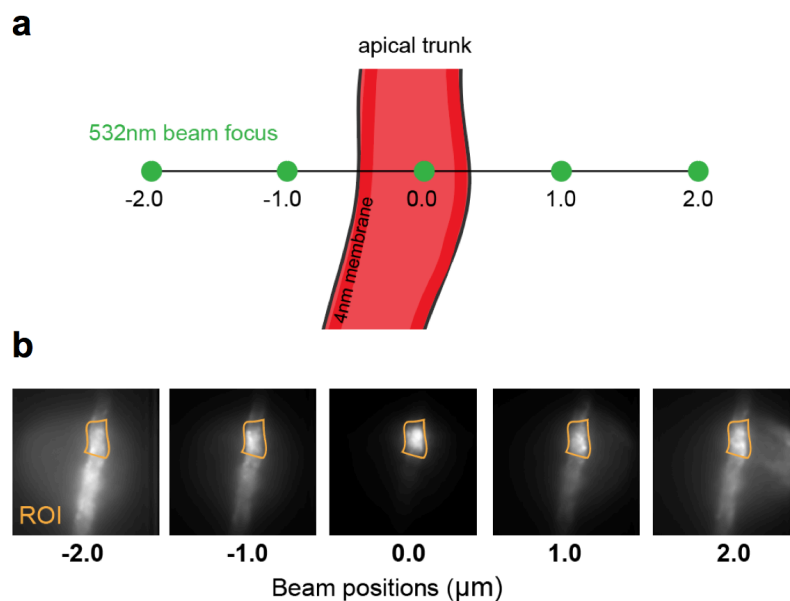 a
apical trunk
532nm beam focus
-2.0 -1.0 0.0 1.0 2.0
4nm membrane
b
ROI
-2.0 -1.0 0.0 1.0 2.0
Beam positions (μm)